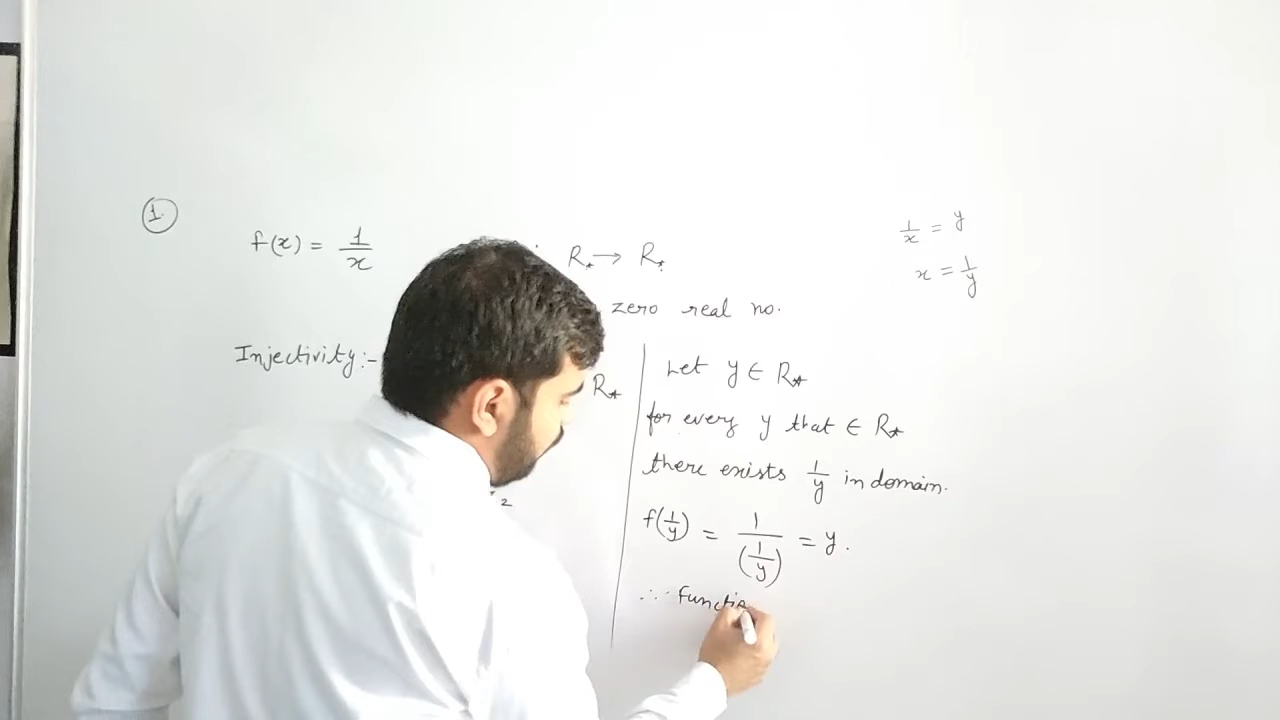 1.
f(x) = 1/x R⋆ → R⋆
zero real no.
Injectivity:-
R⋆
2
1/x = y
x = 1/y
Let y ∈ R⋆
for every y that ∈ R⋆
there exists 1/y in domain.
f(1/y) = 1/(1/y) = y.
∴ functio